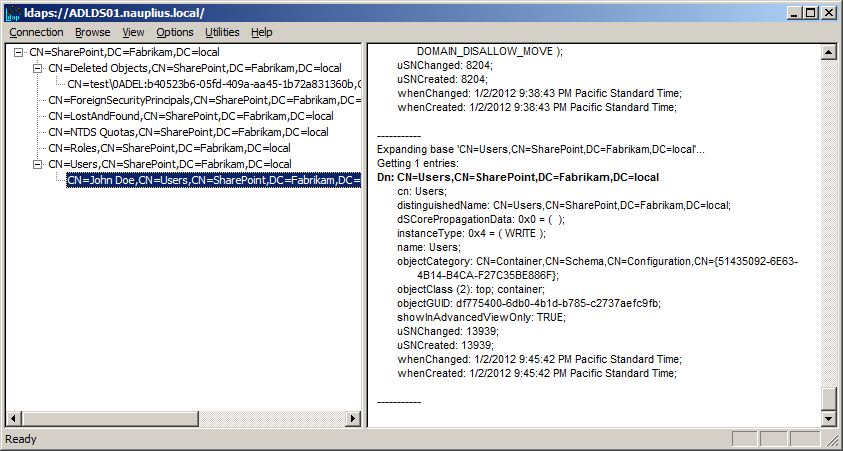 ldaps://ADLDS01.nauplius.local/
Connection Browse View Options Utilities Help
CN=SharePoint,DC=Fabrikam,DC=local
CN=Deleted Objects,CN=SharePoint,DC=Fabrikam,DC=local
CN=test\0ADEL:b40523b6-05fd-409a-aa45-1b72a831360b,C
CN=ForeignSecurityPrincipals,CN=SharePoint,DC=Fabrikam,DC=
CN=LostAndFound,CN=SharePoint,DC=Fabrikam,DC=local
CN=NTDS Quotas,CN=SharePoint,DC=Fabrikam,DC=local
CN=Roles,CN=SharePoint,DC=Fabrikam,DC=local
CN=Users,CN=SharePoint,DC=Fabrikam,DC=local
CN=John Doe,CN=Users,CN=SharePoint,DC=Fabrikam,DC=
DOMAIN_DISALLOW_MOVE );
uSNChanged: 8204;
uSNCreated: 8204;
whenChanged: 1/2/2012 9:38:43 PM Pacific Standard Time;
whenCreated: 1/2/2012 9:38:43 PM Pacific Standard Time;
-----------
Expanding base 'CN=Users,CN=SharePoint,DC=Fabrikam,DC=local'...
Getting 1 entries:
Dn: CN=Users,CN=SharePoint,DC=Fabrikam,DC=local
cn: Users;
distinguishedName: CN=Users,CN=SharePoint,DC=Fabrikam,DC=local;
dSCorePropagationData: 0x0 = (  );
instanceType: 0x4 = ( WRITE );
name: Users;
objectCategory: CN=Container,CN=Schema,CN=Configuration,CN={51435092-6E63-
4B14-B4CA-F27C35BE886F};
objectClass (2): top; container;
objectGUID: df775400-6db0-4b1d-b785-c2737aefc9fb;
showInAdvancedViewOnly: TRUE;
uSNChanged: 13939;
uSNCreated: 13939;
whenChanged: 1/2/2012 9:45:42 PM Pacific Standard Time;
whenCreated: 1/2/2012 9:45:42 PM Pacific Standard Time;
-----------
Ready